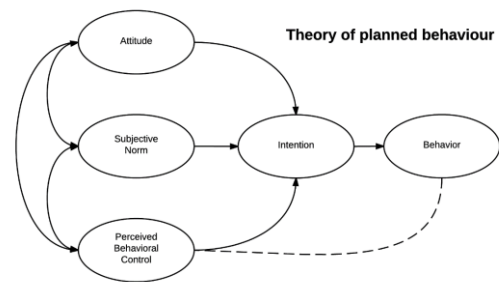 Theory of planned behaviour
Attitude
Subjective
Norm
Intention
Behavior
Perceived
Behavioral
Control